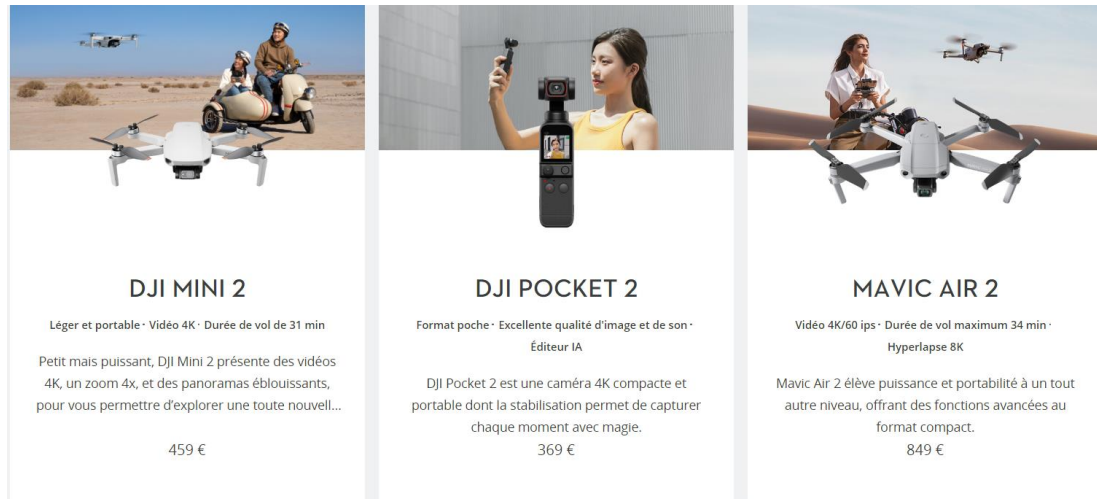 DJI MINI 2
Léger et portable · Vidéo 4K · Durée de vol de 31 min
Petit mais puissant, DJI Mini 2 présente des vidéos
4K, un zoom 4x, et des panoramas éblouissants,
pour vous permettre d'explorer une toute nouvell...
459 €
DJI POCKET 2
Format poche · Excellente qualité d'image et de son ·
Éditeur IA
DJI Pocket 2 est une caméra 4K compacte et
portable dont la stabilisation permet de capturer
chaque moment avec magie.
369 €
MAVIC AIR 2
Vidéo 4K/60 ips · Durée de vol maximum 34 min ·
Hyperlapse 8K
Mavic Air 2 élève puissance et portabilité à un tout
autre niveau, offrant des fonctions avancées au
format compact.
849 €